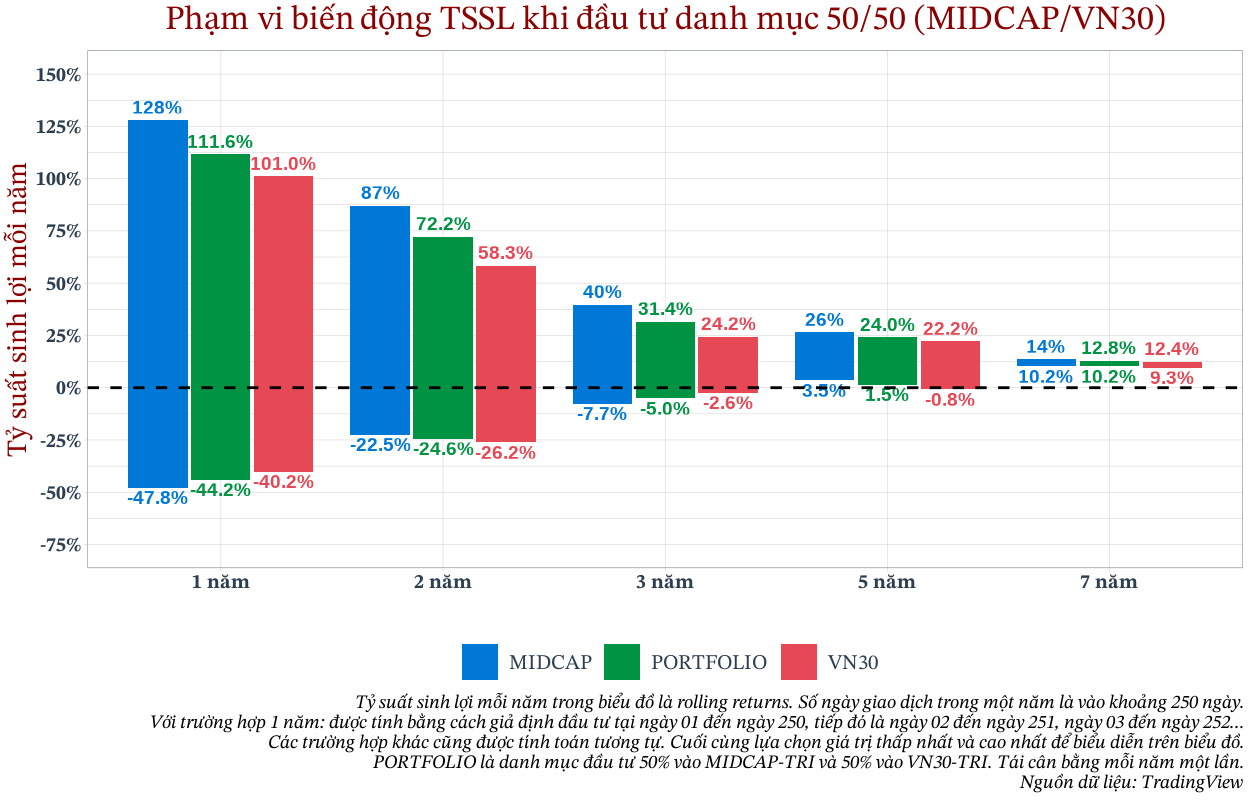 Phạm vi biến động TSSL khi đầu tư danh mục 50/50 (MIDCAP/VN30)
Tỷ suất sinh lợi mỗi năm
150%
125%
100%
75%
50%
25%
0%
-25%
-50%
-75%
128%
111.6%
101.0%
-47.8%
-44.2%
-40.2%
87%
72.2%
58.3%
-22.5%
-24.6%
-26.2%
40%
31.4%
24.2%
-7.7%
-5.0%
-2.6%
26%
24.0%
22.2%
3.5%
1.5%
-0.8%
14%
12.8%
12.4%
10.2%
10.2%
9.3%
1 năm
2 năm
3 năm
5 năm
7 năm
MIDCAP
PORTFOLIO
VN30
Tỷ suất sinh lợi mỗi năm trong biểu đồ là rolling returns. Số ngày giao dịch trong một năm là vào khoảng 250 ngày.
Với trường hợp 1 năm: được tính bằng cách giả định đầu tư tại ngày 01 đến ngày 250, tiếp đó là ngày 02 đến ngày 251, ngày 03 đến ngày 252...
Các trường hợp khác cũng được tính toán tương tự. Cuối cùng lựa chọn giá trị thấp nhất và cao nhất để biểu diễn trên biểu đồ.
PORTFOLIO là danh mục đầu tư 50% vào MIDCAP-TRI và 50% vào VN30-TRI. Tái cân bằng mỗi năm một lần.
Nguồn dữ liệu: TradingView